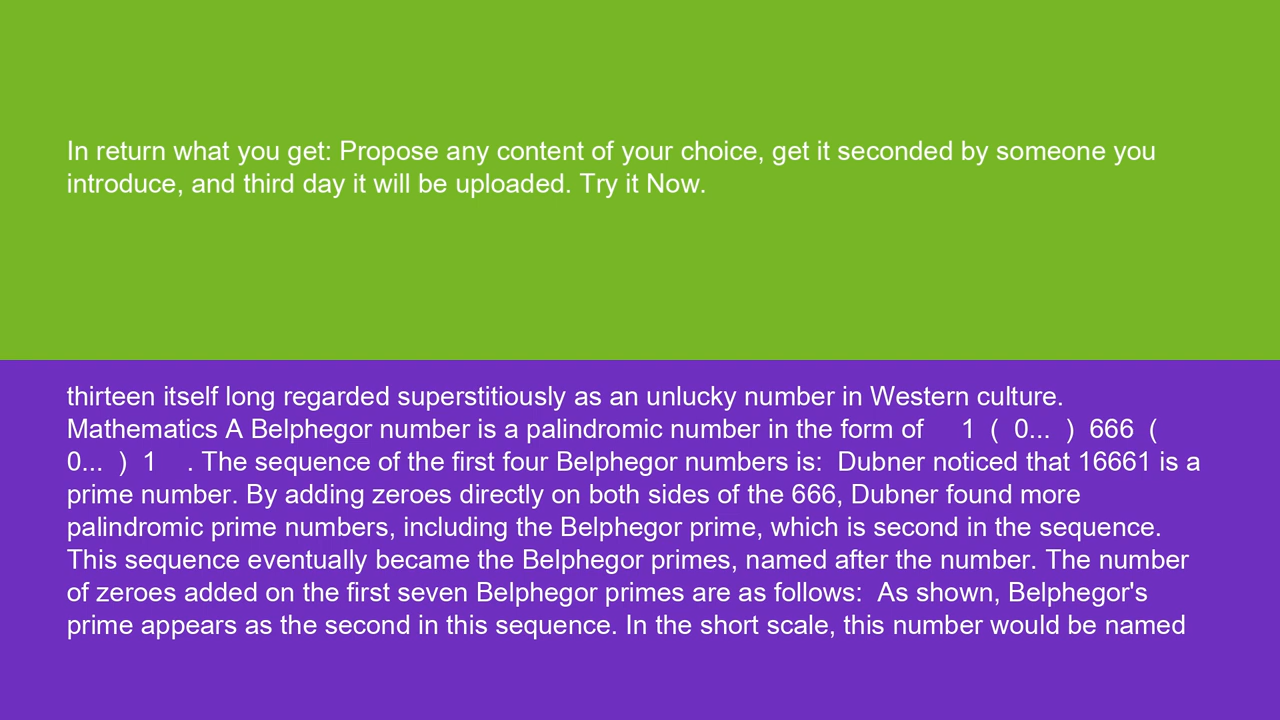 In return what you get: Propose any content of your choice, get it seconded by someone you
introduce, and third day it will be uploaded. Try it Now.
thirteen itself long regarded superstitiously as an unlucky number in Western culture.
Mathematics A Belphegor number is a palindromic number in the form of 1 ( 0... ) 666 (
0... ) 1 . The sequence of the first four Belphegor numbers is: Dubner noticed that 16661 is a
prime number. By adding zeroes directly on both sides of the 666, Dubner found more
palindromic prime numbers, including the Belphegor prime, which is second in the sequence.
This sequence eventually became the Belphegor primes, named after the number. The number
of zeroes added on the first seven Belphegor primes are as follows: As shown, Belphegor's
prime appears as the second in this sequence. In the short scale, this number would be named